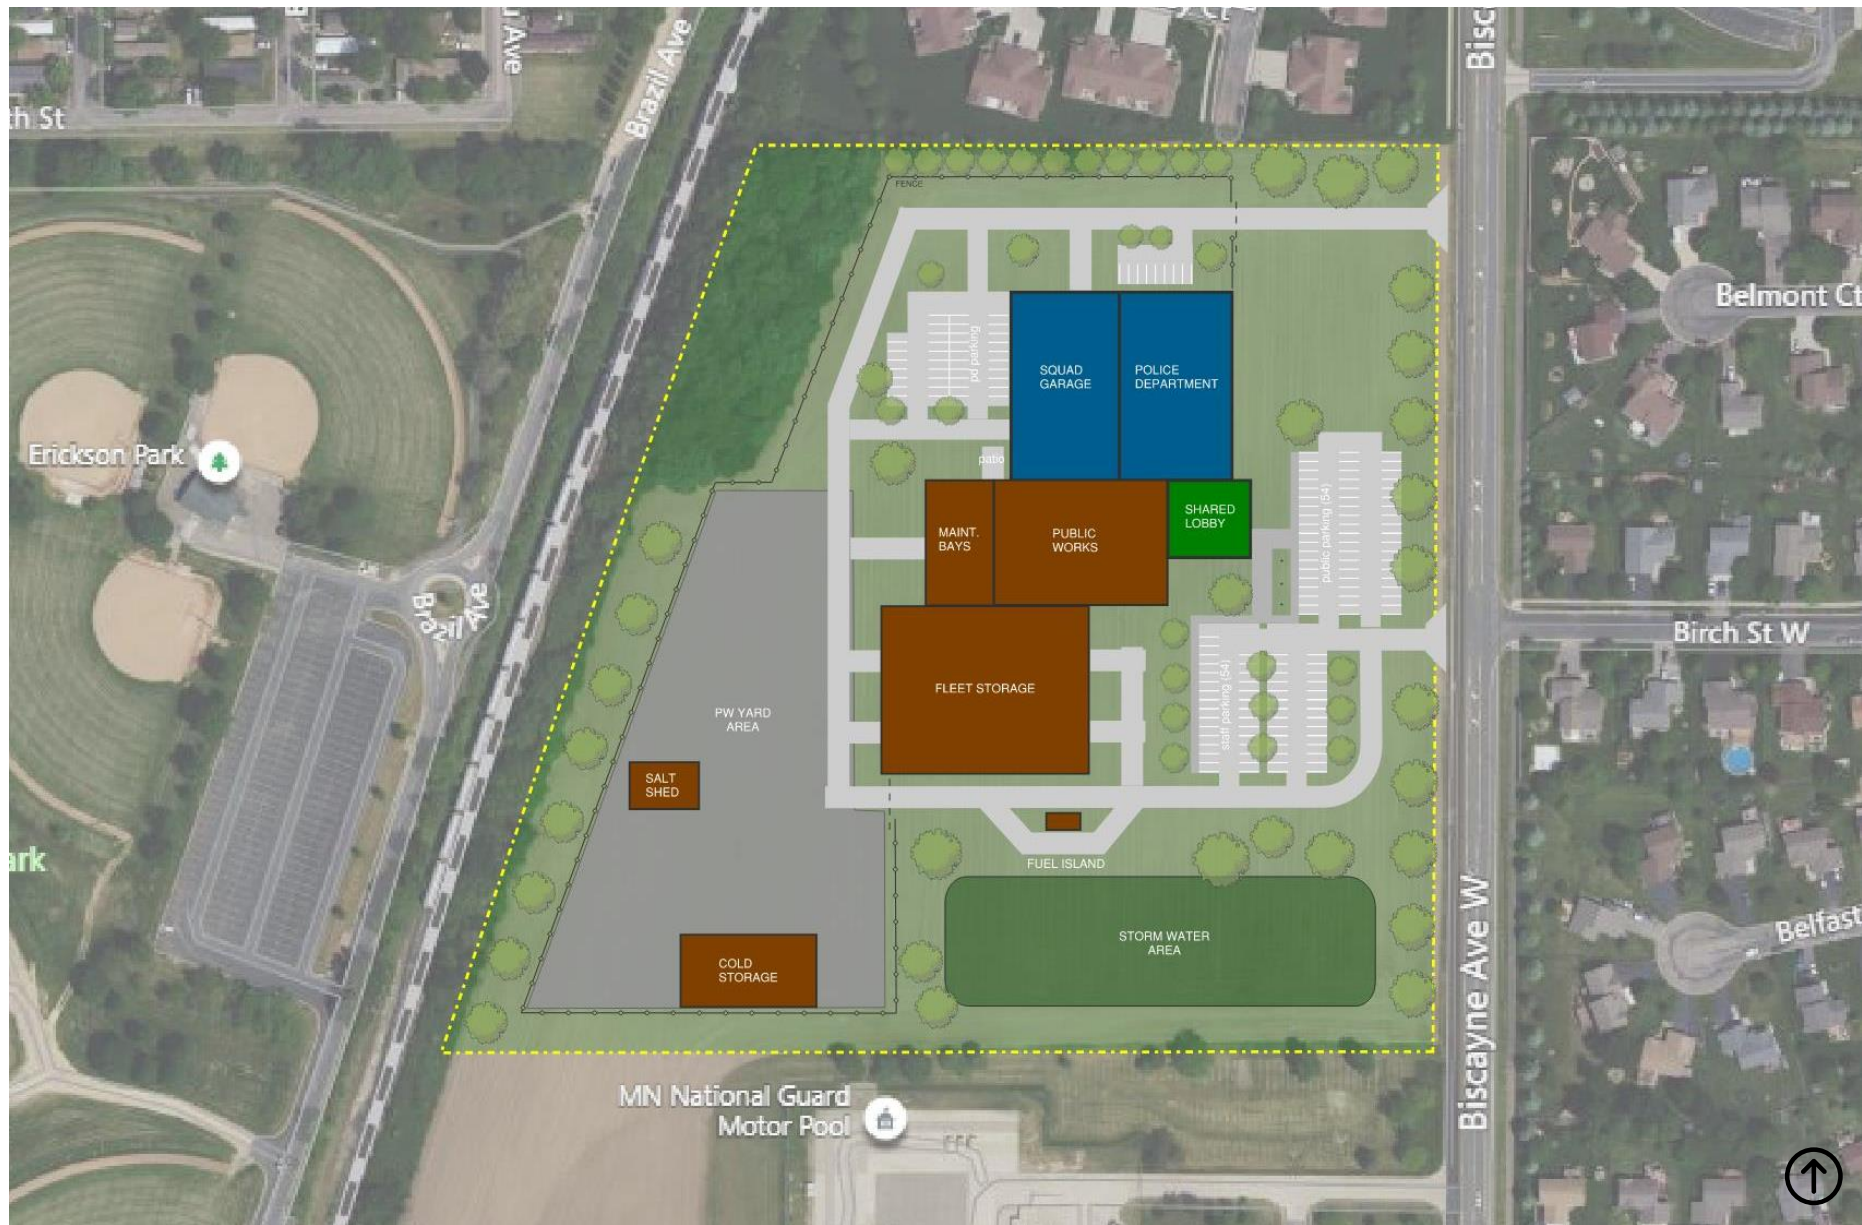 Bisc
Ave
Brazil Ave
th St
FENCE
Belmont Ct
pd parking
SQUAD
GARAGE
POLICE
DEPARTMENT
Erickson Park
patio
public parking (54)
SHARED
LOBBY
MAINT.
BAYS
PUBLIC
WORKS
Brazil Ave
Birch St W
FLEET STORAGE
staff parking (54)
PW YARD
AREA
SALT
SHED
ark
FUEL ISLAND
STORM WATER
AREA
Belfast
COLD
STORAGE
Biscayne Ave W
MN National Guard
Motor Pool